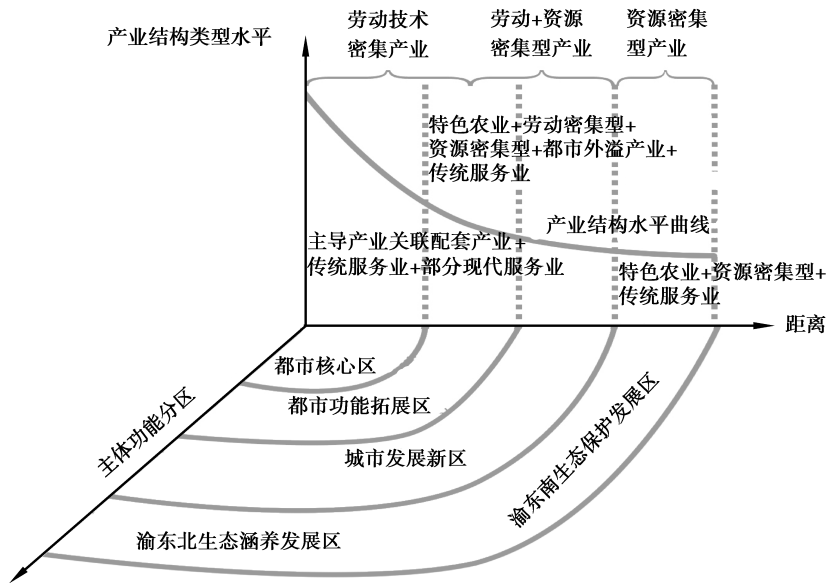 产业结构类型水平
劳动技术
密集产业
劳动+资源
密集型产业
资源密集
型产业
特色农业+劳动密集型+
资源密集型+都市外溢产业+
传统服务业
产业结构水平曲线
主导产业关联配套产业+
传统服务业+部分现代服务业
特色农业+资源密集型+
传统服务业
距离
都市核心区
都市功能拓展区
主体功能分区
城市发展新区
渝东南生态保护发展区
渝东北生态涵养发展区